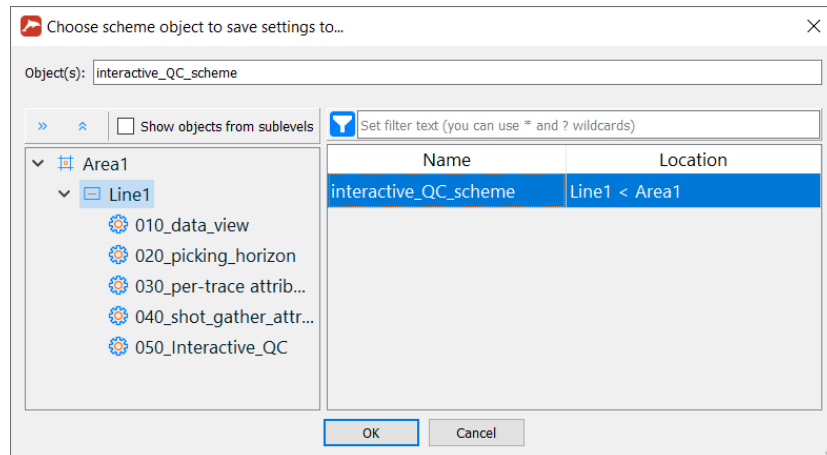 Choose scheme object to save settings to...
Object(s): interactive_QC_scheme
Show objects from sublevels
Set filter text (you can use * and ? wildcards)
Area1
Line1
010_data_view
020_picking_horizon
030_per-trace attrib...
040_shot_gather_attr...
050_Interactive_QC
Name Location
interactive_QC_scheme Line1 < Area1
OK Cancel